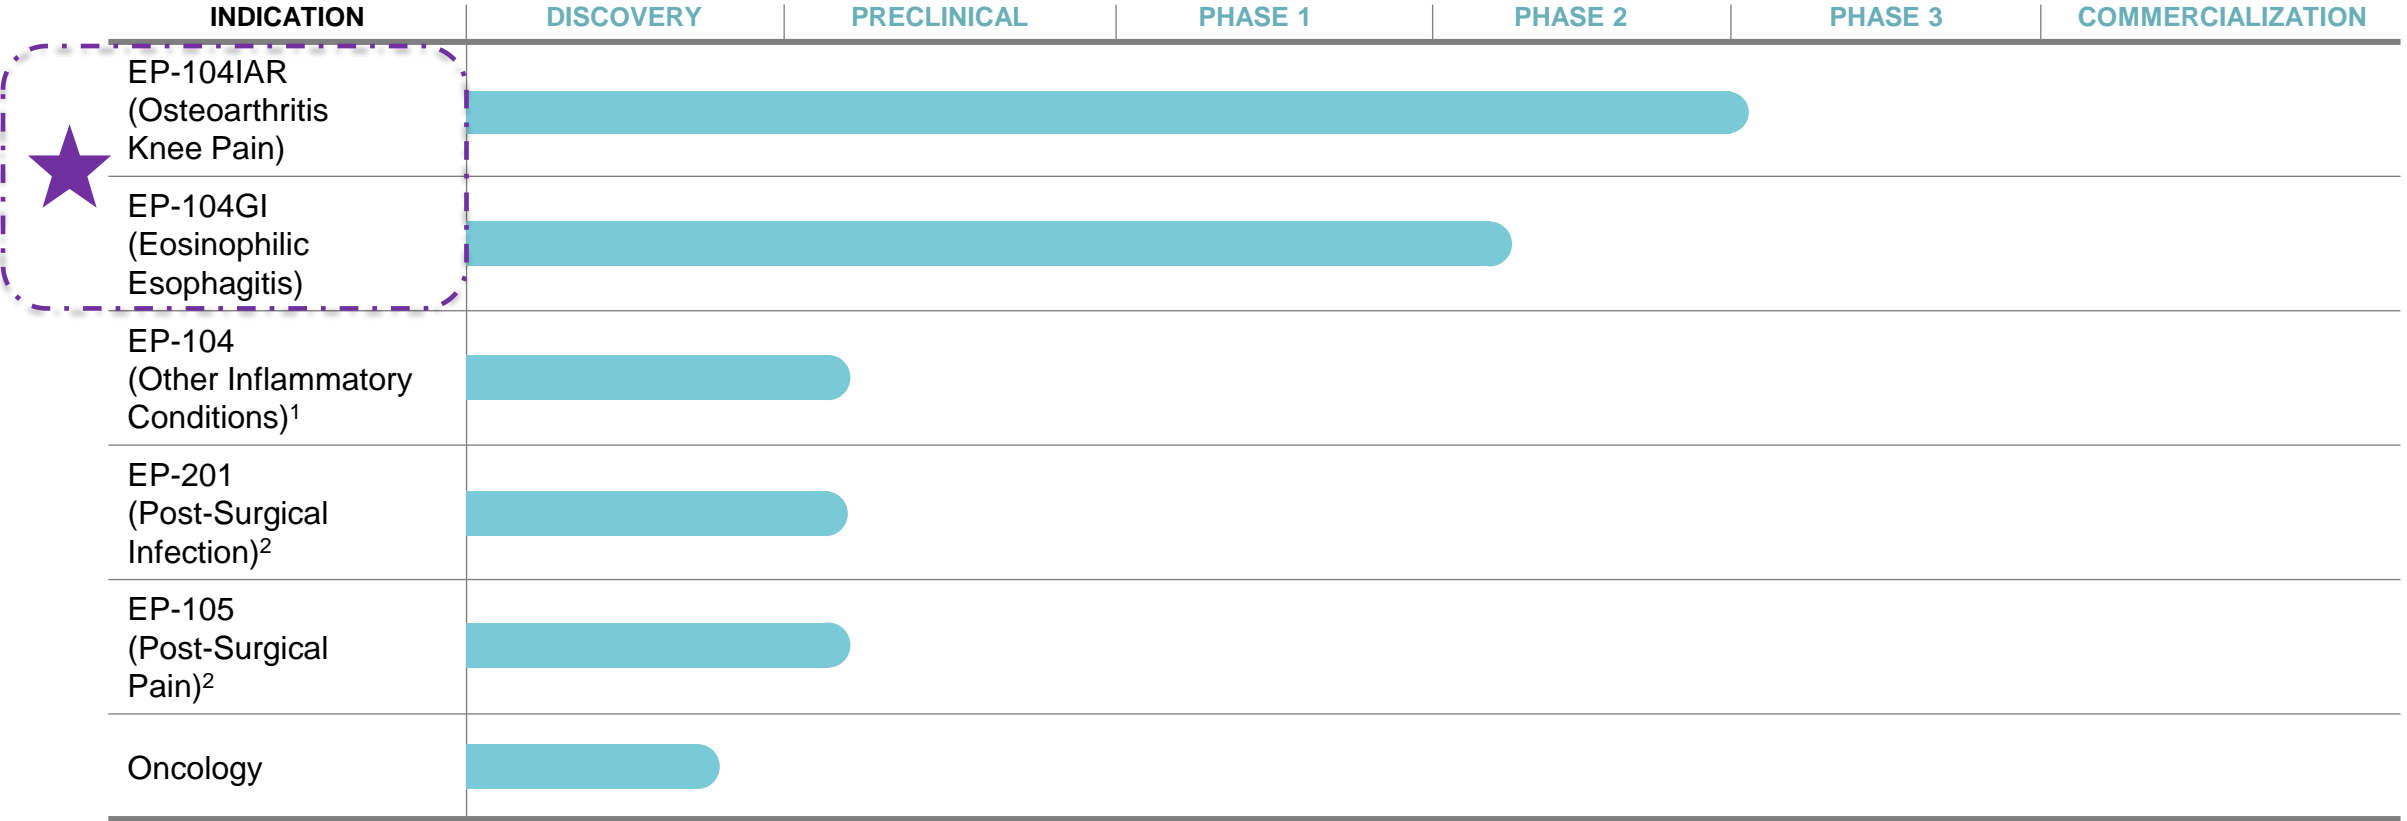 INDICATION DISCOVERY PRECLINICAL PHASE 1 PHASE 2 PHASE 3 COMMERCIALIZATION
EP-104IAR
(Osteoarthritis
Knee Pain)
EP-104GI
(Eosinophilic
Esophagitis)
EP-104
(Other Inflammatory
Conditions)¹
EP-201
(Post-Surgical
Infection)²
EP-105
(Post-Surgical
Pain)²
Oncology